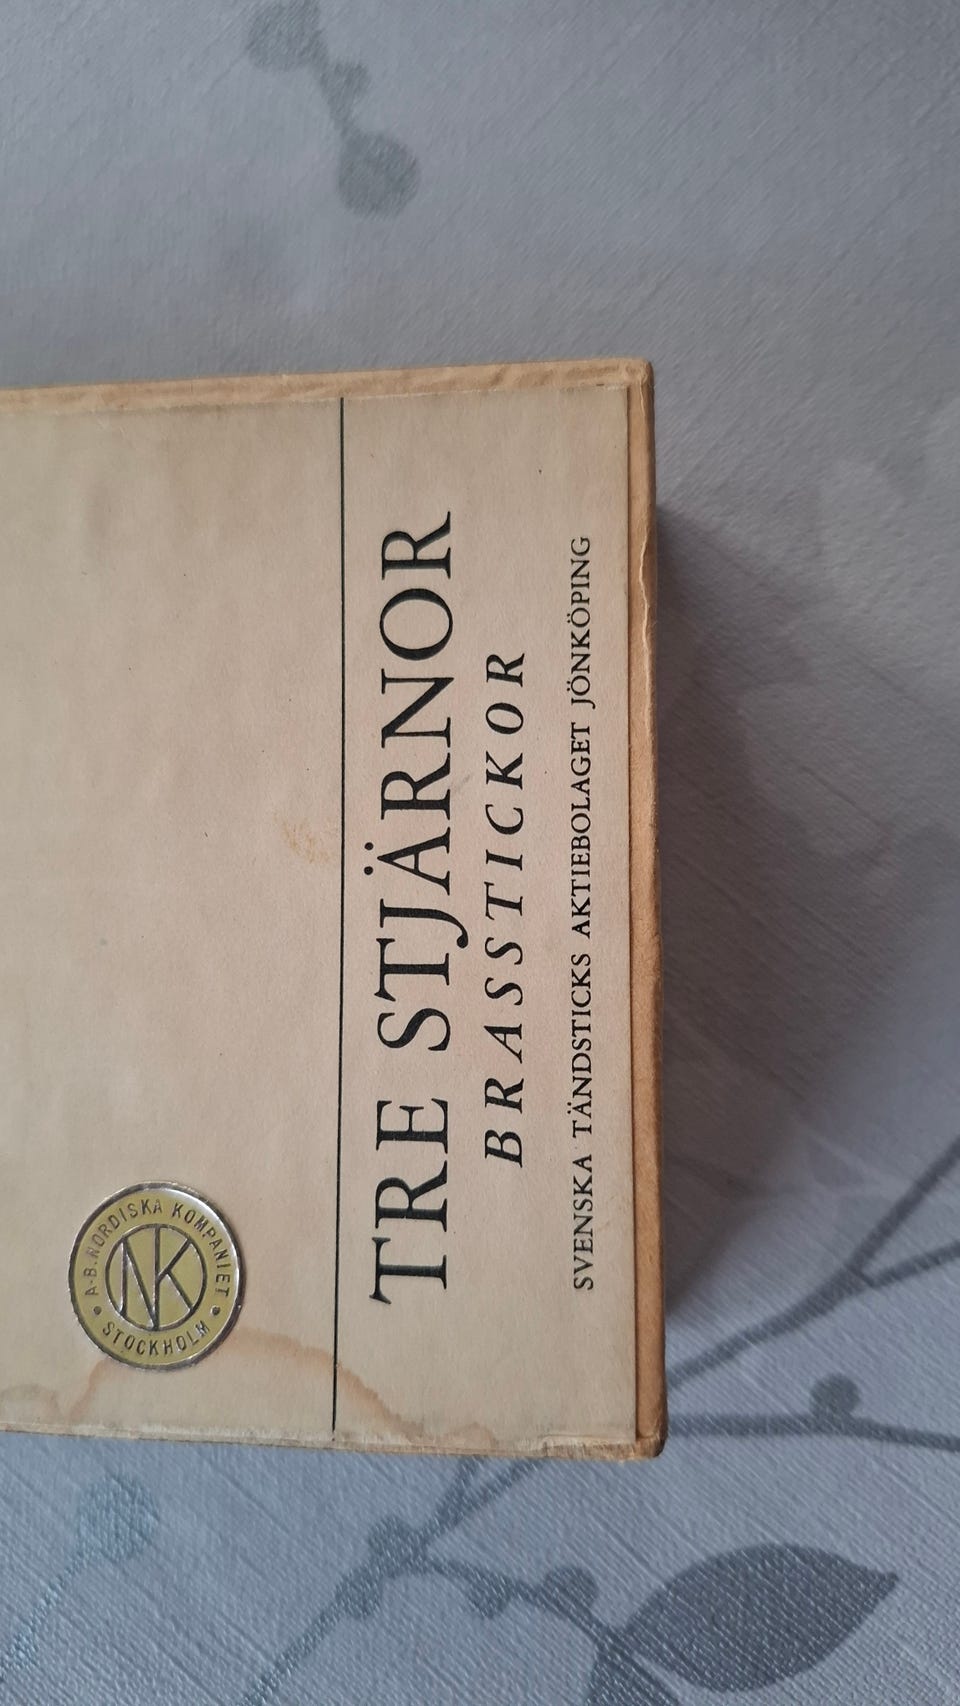 A-B. NORDISKA KOMPANIET
NK
STOCKHOLM
TRE STJÄRNOR
BRASSTICKOR
SVENSKA TÄNDSTICKS AKTIEBOLAGET JÖNKÖPING